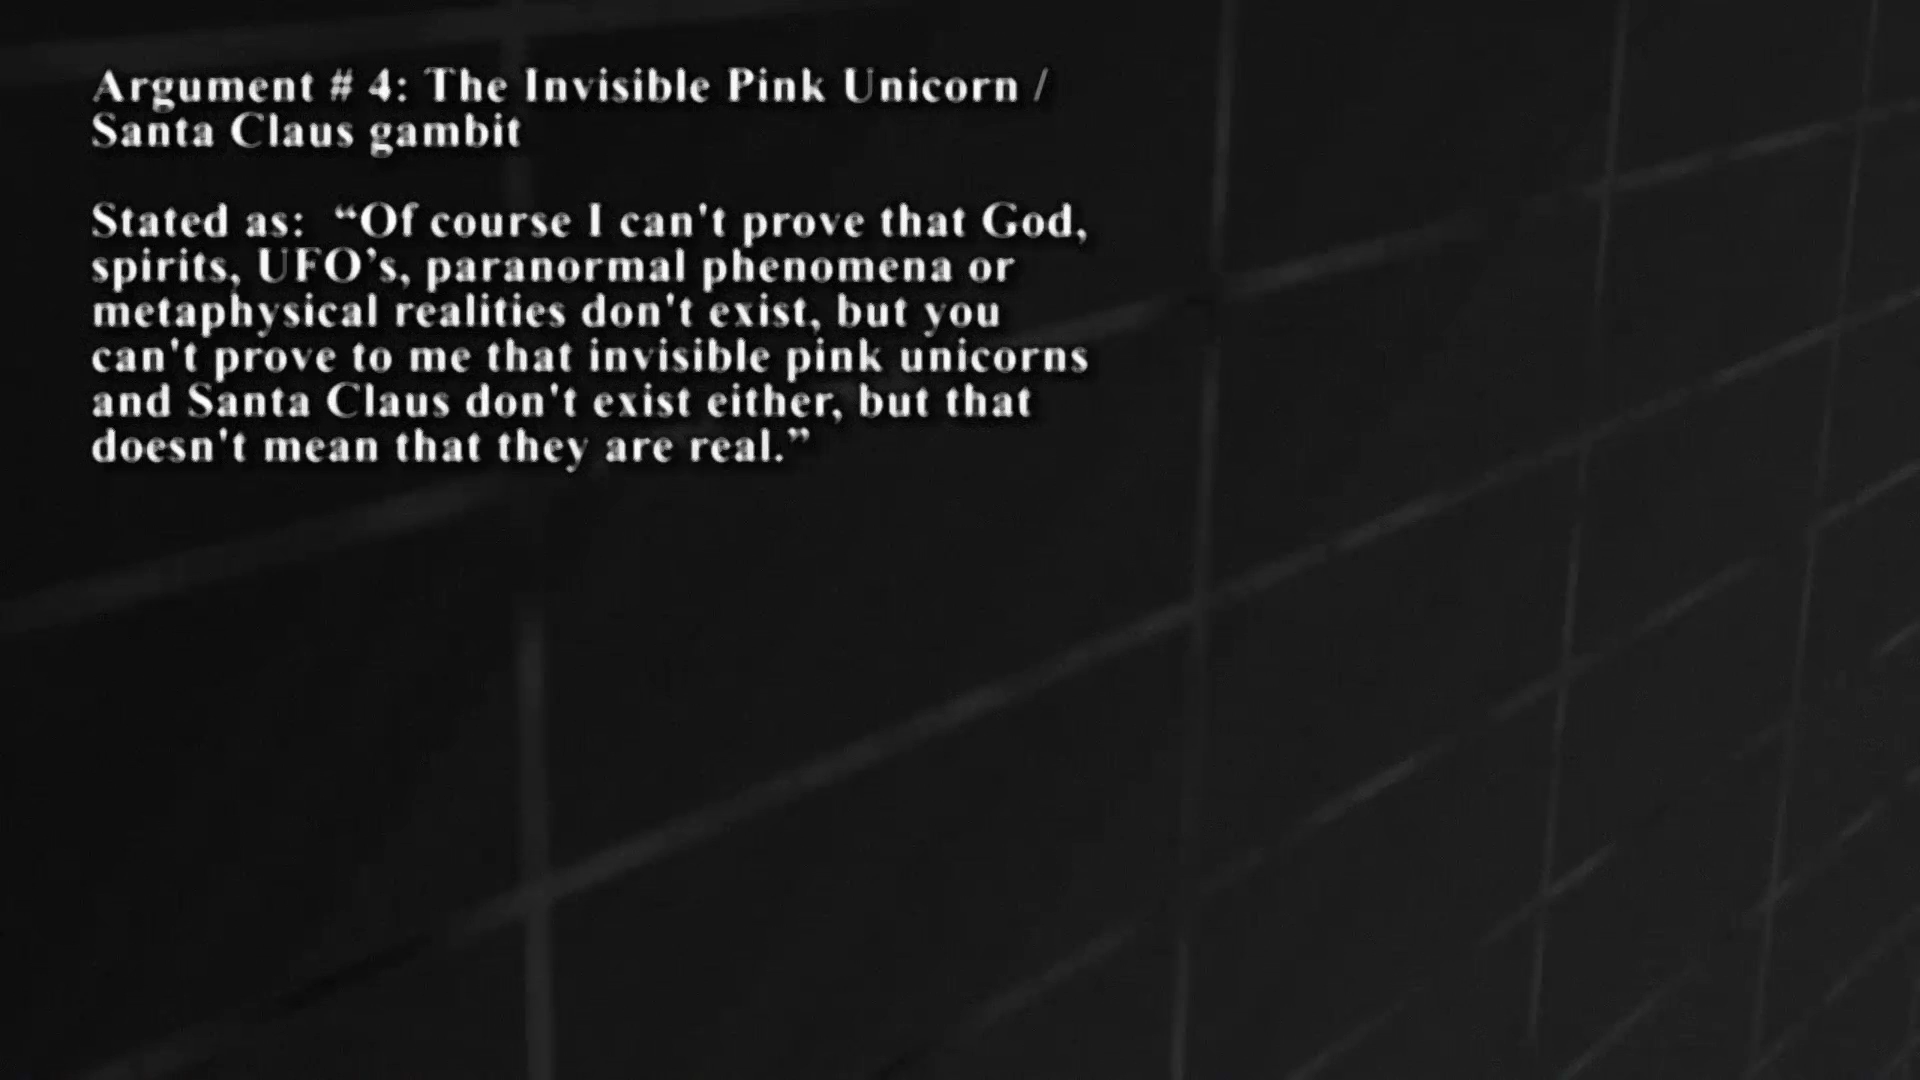 Argument # 4: The Invisible Pink Unicorn /
Santa Claus gambit
Stated as:  “Of course I can't prove that God,
spirits, UFO’s, paranormal phenomena or
metaphysical realities don't exist, but you
can't prove to me that invisible pink unicorns
and Santa Claus don't exist either, but that
doesn't mean that they are real.”